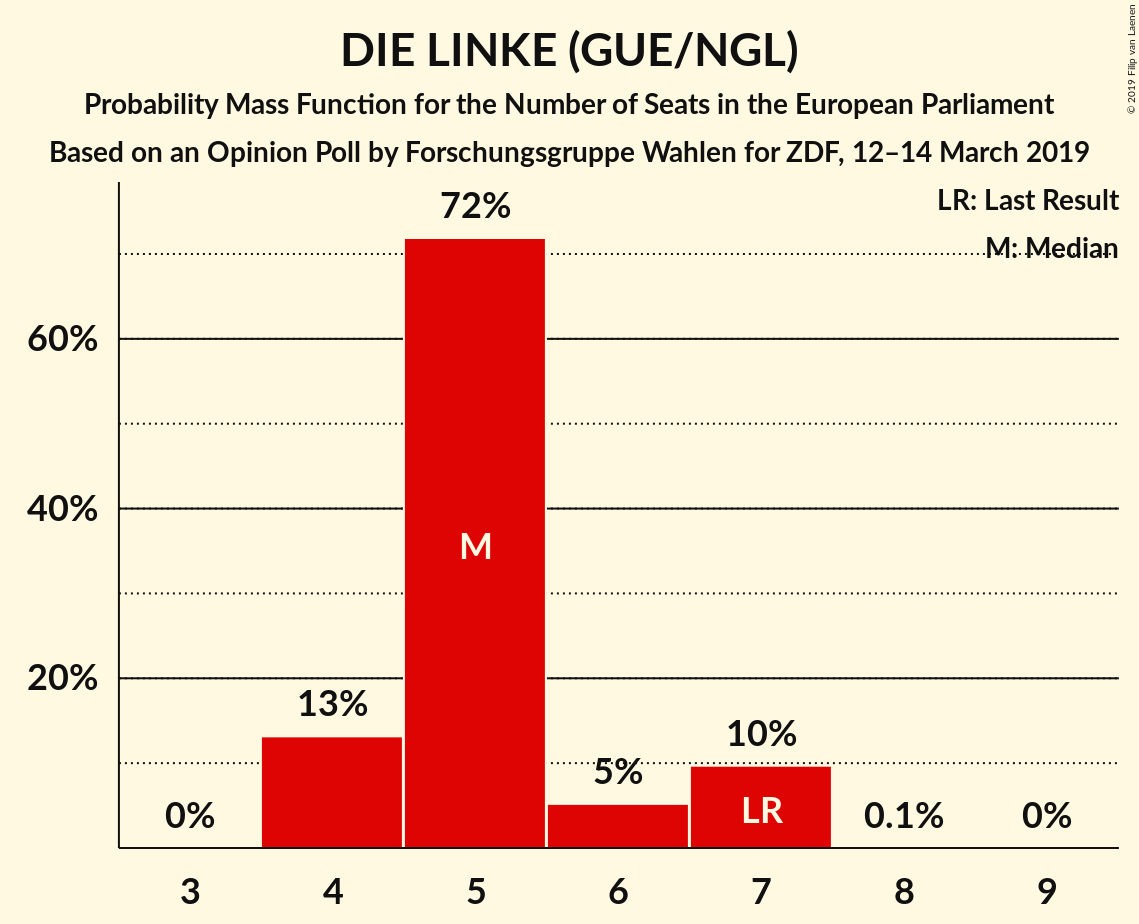 DIE LINKE (GUE/NGL)
Probability Mass Function for the Number of Seats in the European Parliament
Based on an Opinion Poll by Forschungsgruppe Wahlen for ZDF, 12–14 March 2019
© 2019 Filip van Laenen
LR: Last Result
M: Median
72%
60%
40%
M
20%
13%
10%
5%
LR
0%
0.1%
0%
3
4
5
6
7
8
9